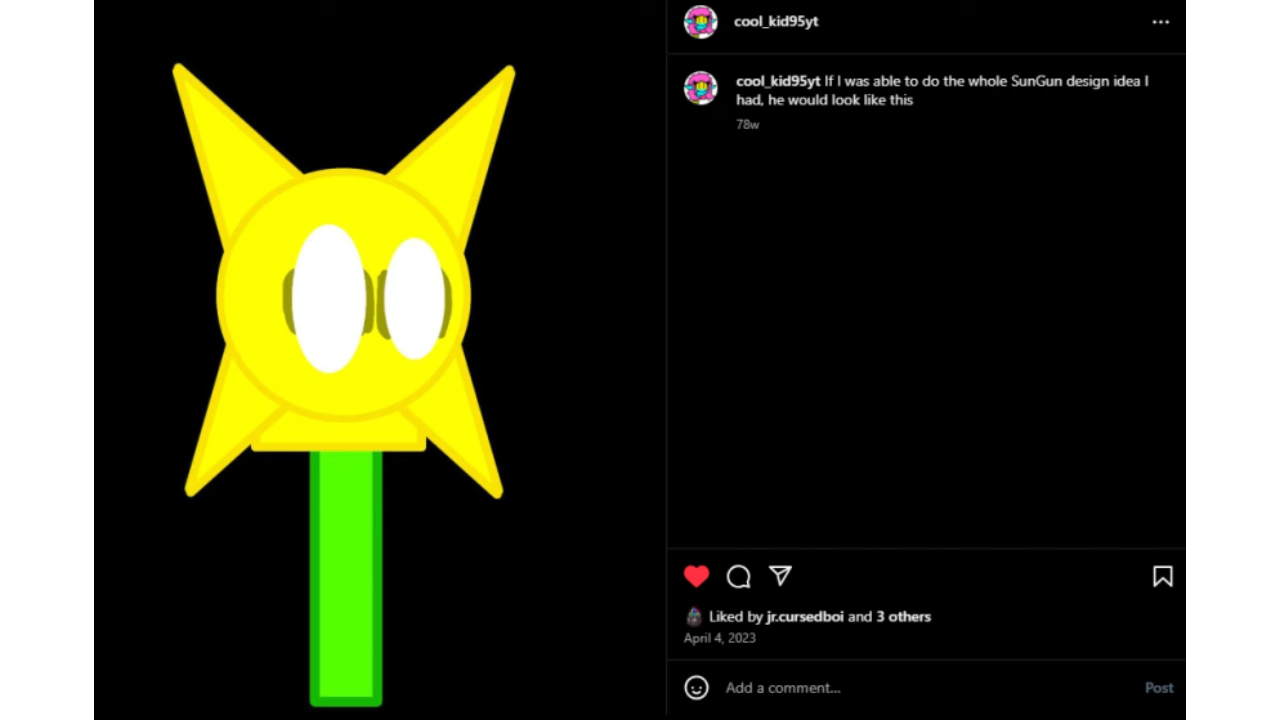 cool_kid95yt
cool_kid95yt If I was able to do the whole SunGun design idea I
had, he would look like this
78w
Liked by jr.cursedboi and 3 others
April 4, 2023
Add a comment...
Post